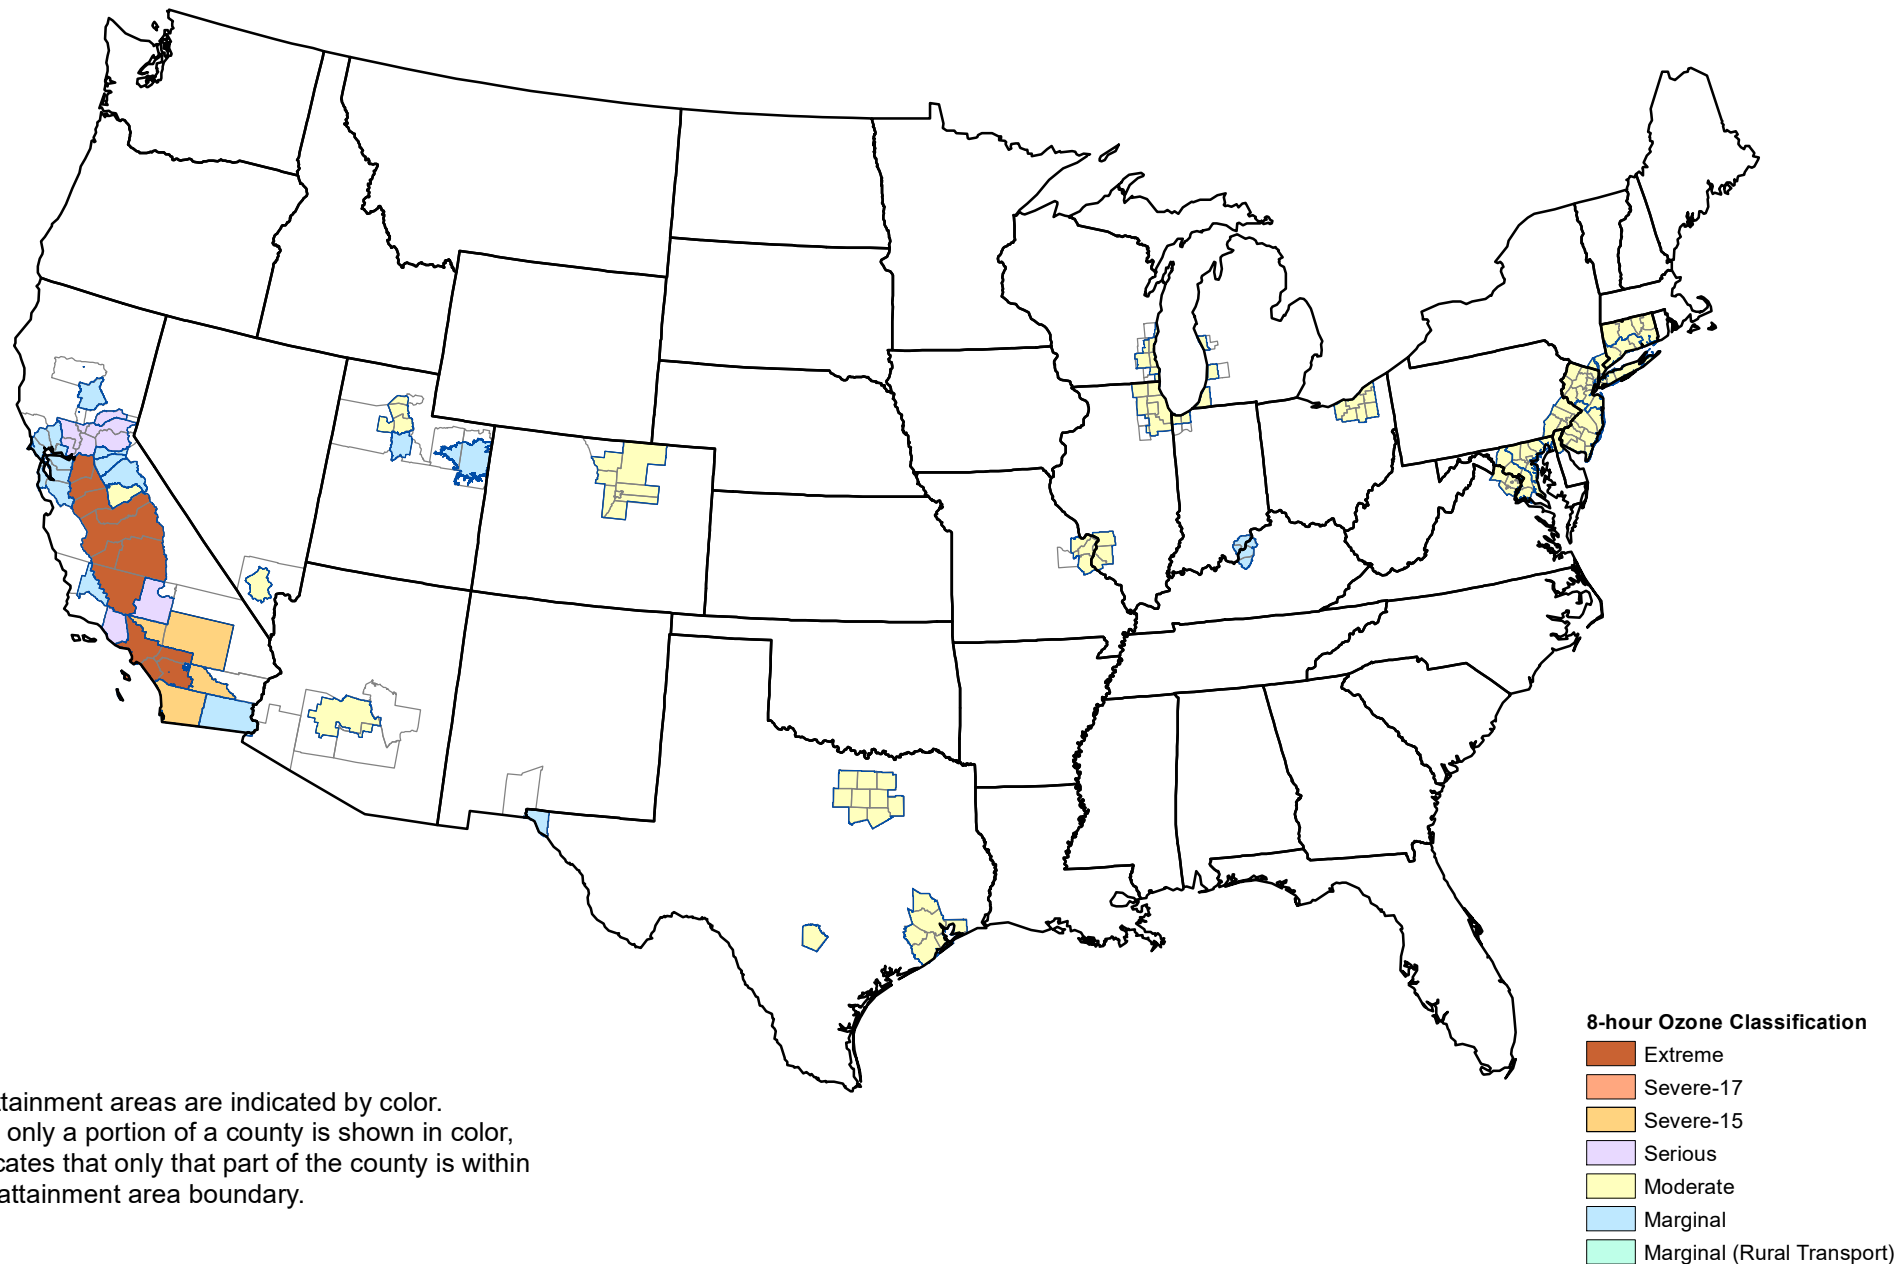 8-hour Ozone Classification
Extreme
Severe-17
Severe-15
Serious
Moderate
Marginal
Marginal (Rural Transport)
ttainment areas are indicated by color.
only a portion of a county is shown in color,
cates that only that part of the county is within
attainment area boundary.